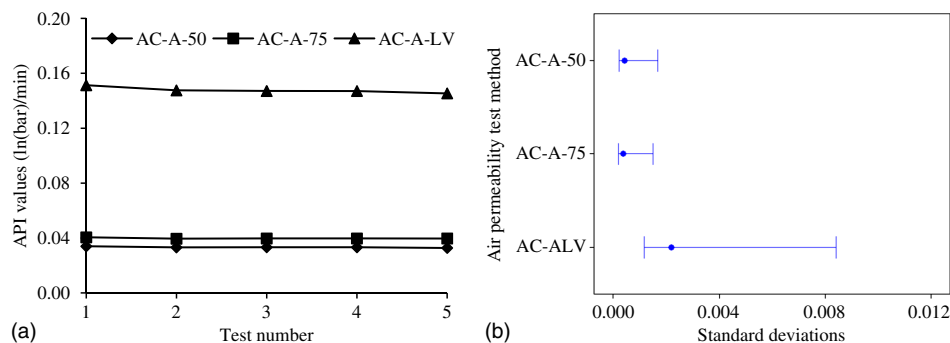 AC-A-50 AC-A-75 AC-A-LV
0.20
0.16
0.12
0.08
0.04
0.00
API values (ln(bar)/min)
1 2 3 4 5
Test number
(a)
Air permeability test method
AC-A-50
AC-A-75
AC-ALV
0.000 0.004 0.008 0.012
Standard deviations
(b)